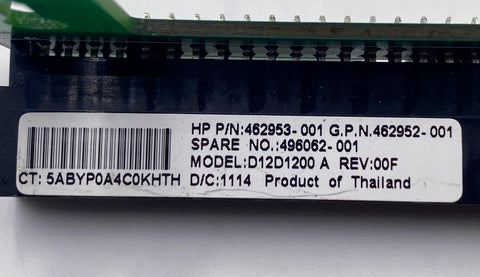 HP P/N:462953-001 G.P.N.462952-001
SPARE NO.:496062-001
MODEL:D12D1200 A REV:00F
CT: 5ABYP0A4C0KHTH D/C:1114 Product of Thailand